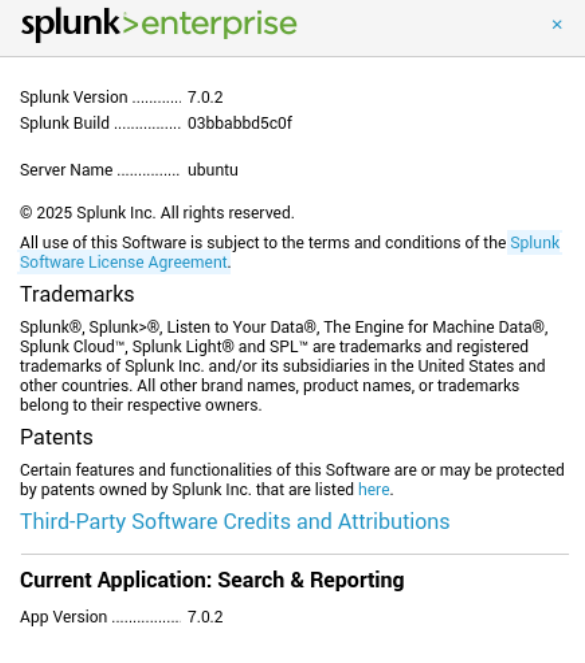 splunk>enterprise ×
Splunk Version ............ 7.0.2
Splunk Build ................ 03bbabbd5c0f
Server Name ............... ubuntu
© 2025 Splunk Inc. All rights reserved.
All use of this Software is subject to the terms and conditions of the Splunk
Software License Agreement.
Trademarks
Splunk®, Splunk>®, Listen to Your Data®, The Engine for Machine Data®,
Splunk Cloud™, Splunk Light® and SPL™ are trademarks and registered
trademarks of Splunk Inc. and/or its subsidiaries in the United States and
other countries. All other brand names, product names, or trademarks
belong to their respective owners.
Patents
Certain features and functionalities of this Software are or may be protected
by patents owned by Splunk Inc. that are listed here.
Third-Party Software Credits and Attributions
Current Application: Search & Reporting
App Version ................ 7.0.2